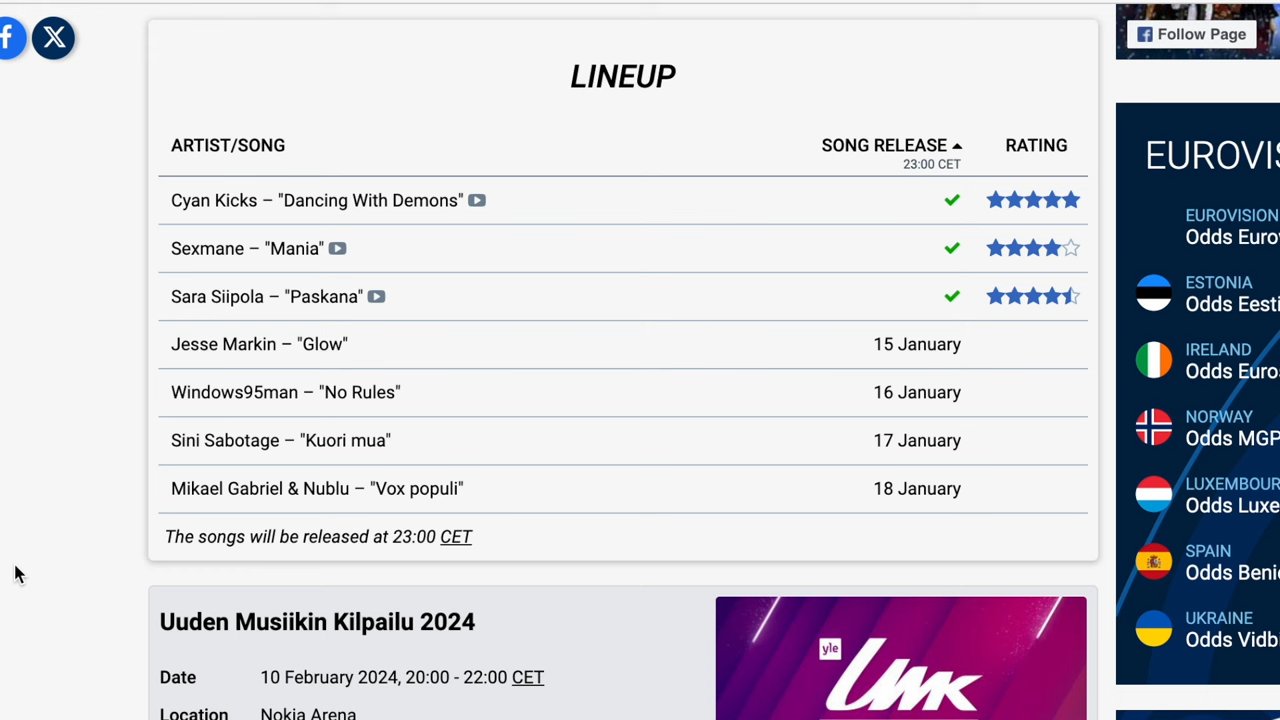 Follow Page
LINEUP
ARTIST/SONG SONG RELEASE RATING
23:00 CET
Cyan Kicks – "Dancing With Demons"
Sexmane – "Mania"
Sara Siipola – "Paskana"
Jesse Markin – "Glow" 15 January
Windows95man – "No Rules" 16 January
Sini Sabotage – "Kuori mua" 17 January
Mikael Gabriel & Nublu – "Vox populi" 18 January
The songs will be released at 23:00 CET
Uuden Musiikin Kilpailu 2024
Date 10 February 2024, 20:00 - 22:00 CET
Location Nokia Arena
yle
UMK
EUROVIS
EUROVISION
Odds Eurov
ESTONIA
Odds Eesti
IRELAND
Odds Euros
NORWAY
Odds MGP
LUXEMBOUR
Odds Luxe
SPAIN
Odds Benid
UKRAINE
Odds Vidb